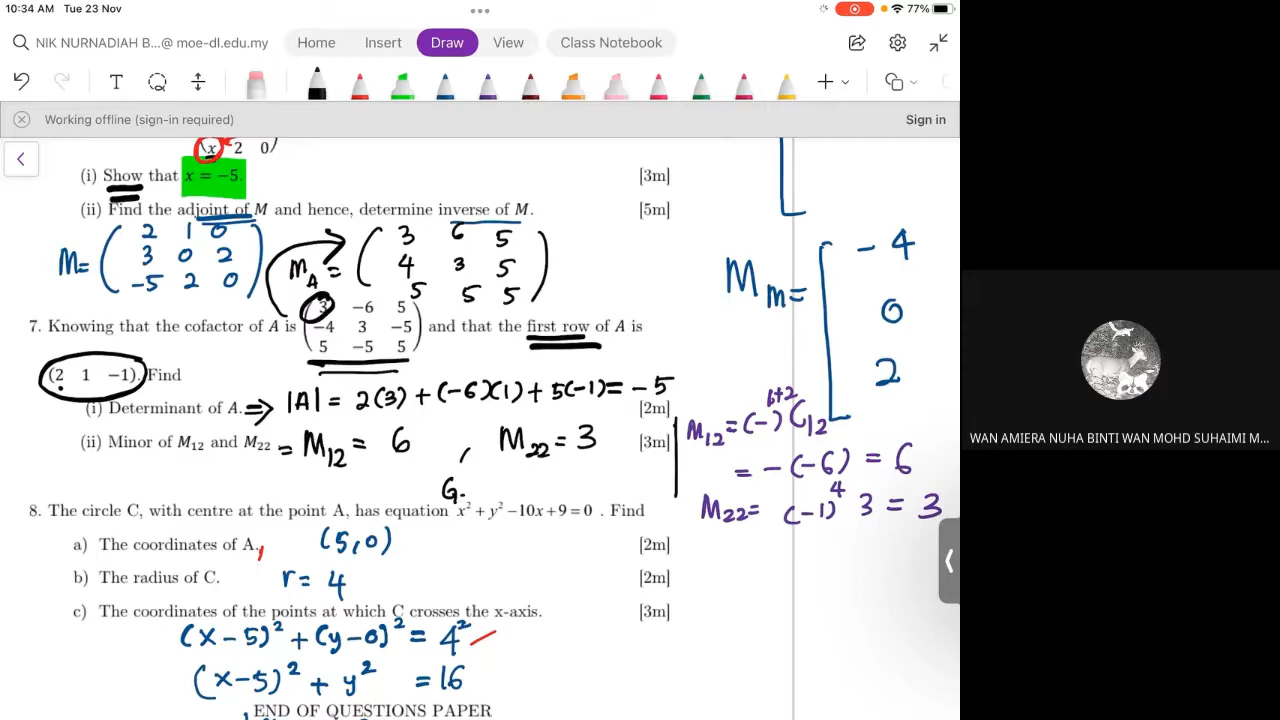 10:34 AM Tue 23 Nov
77%
NIK NURNADIAH B...@ moe-dl.edu.my
Home Insert Draw View Class Notebook
T
Working offline (sign-in required) Sign in
(x 2 0)
(i) Show that x = −5. [3m]
(ii) Find the adjoint of M and hence, determine inverse of M. [5m]
M = ( 2 1 0
3 0 2
-5 2 0 )
M_A = ( 3 6 5
4 3 5
5 5 5 )
7. Knowing that the cofactor of A is ( 3 −6 5
−4 3 −5
5 −5 5 ) and that the first row of A is
(2 1 −1). Find
(i) Determinant of A. ⇒ |A| = 2(3) + (-6)(1) + 5(-1) = -5 [2m]
(ii) Minor of M₁₂ and M₂₂ = M₁₂ = 6 , M₂₂ = 3 [3m]
G.
8. The circle C, with centre at the point A, has equation x² + y² −10x + 9 = 0 . Find
a) The coordinates of A. , (5,0) [2m]
b) The radius of C. r = 4 [2m]
c) The coordinates of the points at which C crosses the x-axis. [3m]
(x-5)² + (y-0)² = 4²
(x-5)² + y² = 16
END OF QUESTIONS PAPER
M_m = [ -4
0
2
M₁₂ = (-)^1+2 C₁₂
= -(-6) = 6
M₂₂ = (-1)⁴ 3 = 3
WAN AMIERA NUHA BINTI WAN MOHD SUHAIMI M...